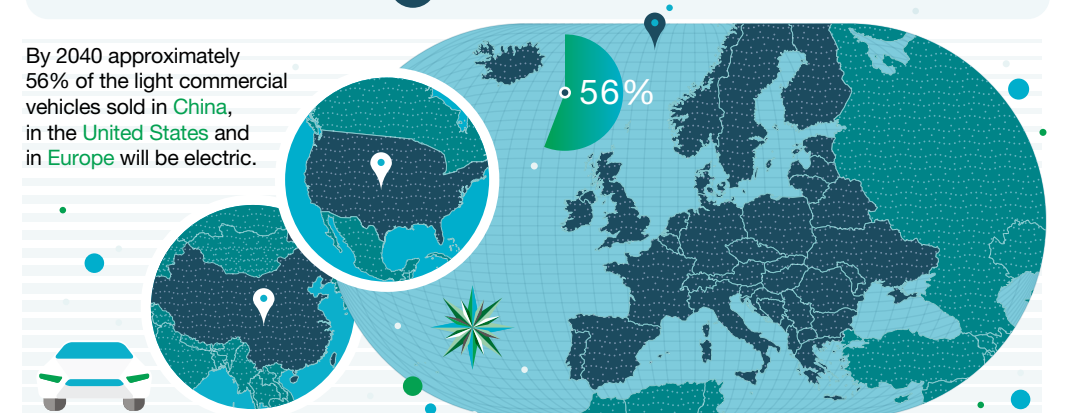 By 2040 approximately
56% of the light commercial
vehicles sold in China,
in the United States and
in Europe will be electric.
56%